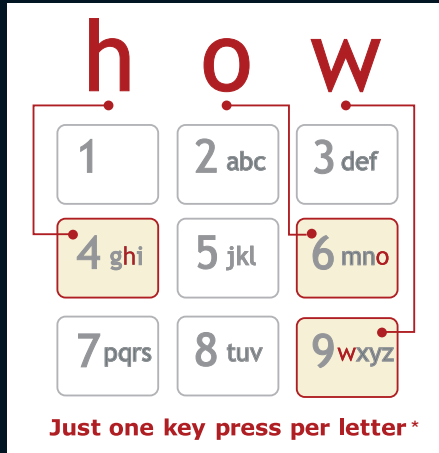 how
1 2 abc 3 def
4 ghi 5 jkl 6 mno
7 pqrs 8 tuv 9 wxyz
Just one key press per letter *